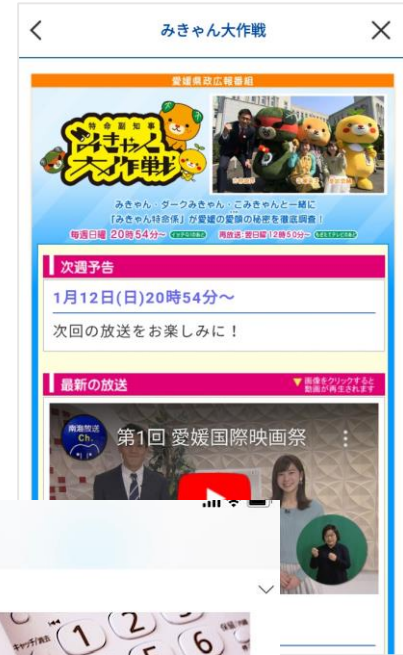 みきゃん大作戦
愛媛県政広報番組
特命副知事
みきゃん
大作戦
みきゃん・ダークみきゃん・こみきゃんと一緒に
「みきゃん特命係」が愛媛の愛顔の秘密を徹底調査!
毎週日曜 20時54分~
再放送:翌日曜12時50分~
次週予告
1月12日(日)20時54分~
次回の放送をお楽しみに!
最新の放送
▼画像をクリックすると
動画が再生されます
南海放送
Ch.
第1回 愛媛国際映画祭
1 2
5 6